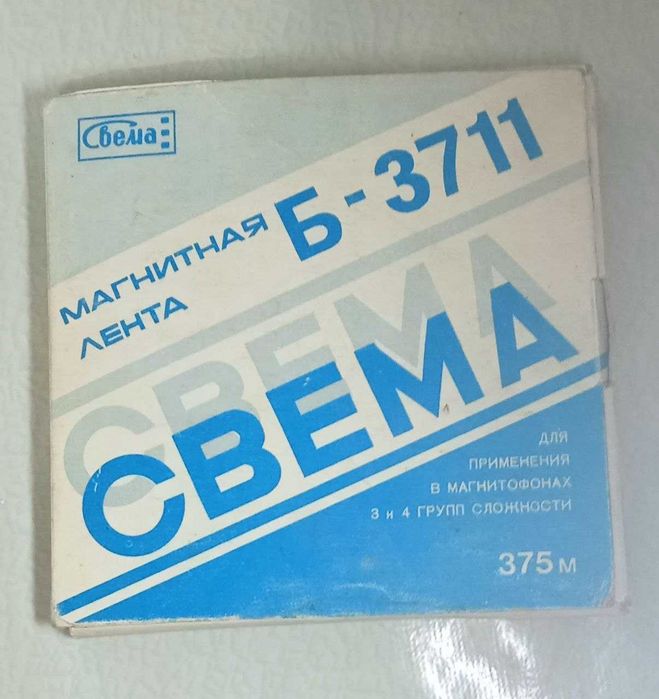 Свема
Б-3711
МАГНИТНАЯ
ЛЕНТА
СВЕМА
СВЕМА
ДЛЯ
ПРИМЕНЕНИЯ
В МАГНИТОФОНАХ
3 и 4 ГРУПП СЛОЖНОСТИ
375 м